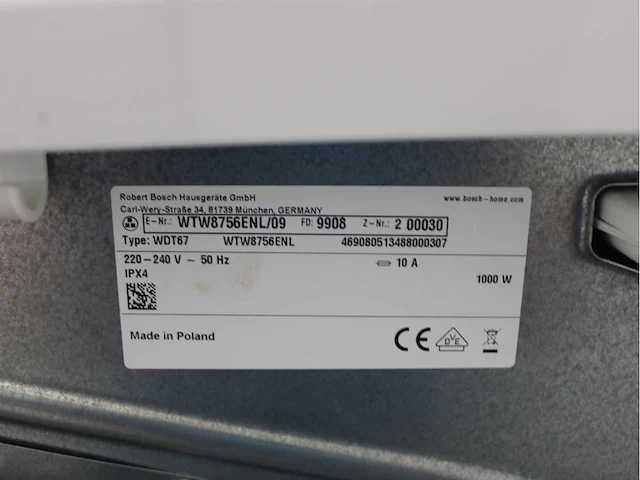 Robert Bosch Hausgeräte GmbH www.bosch-home.com
Carl-Wery-Straße 34, 81739 München, GERMANY
E-Nr.: WTW8756ENL/09 FD: 9908 Z-Nr.: 2 00030
Type: WDT67 WTW8756ENL 469080513488000307
220-240 V ~ 50 Hz 10 A
IPX4 1000 W
Made in Poland CE DVE